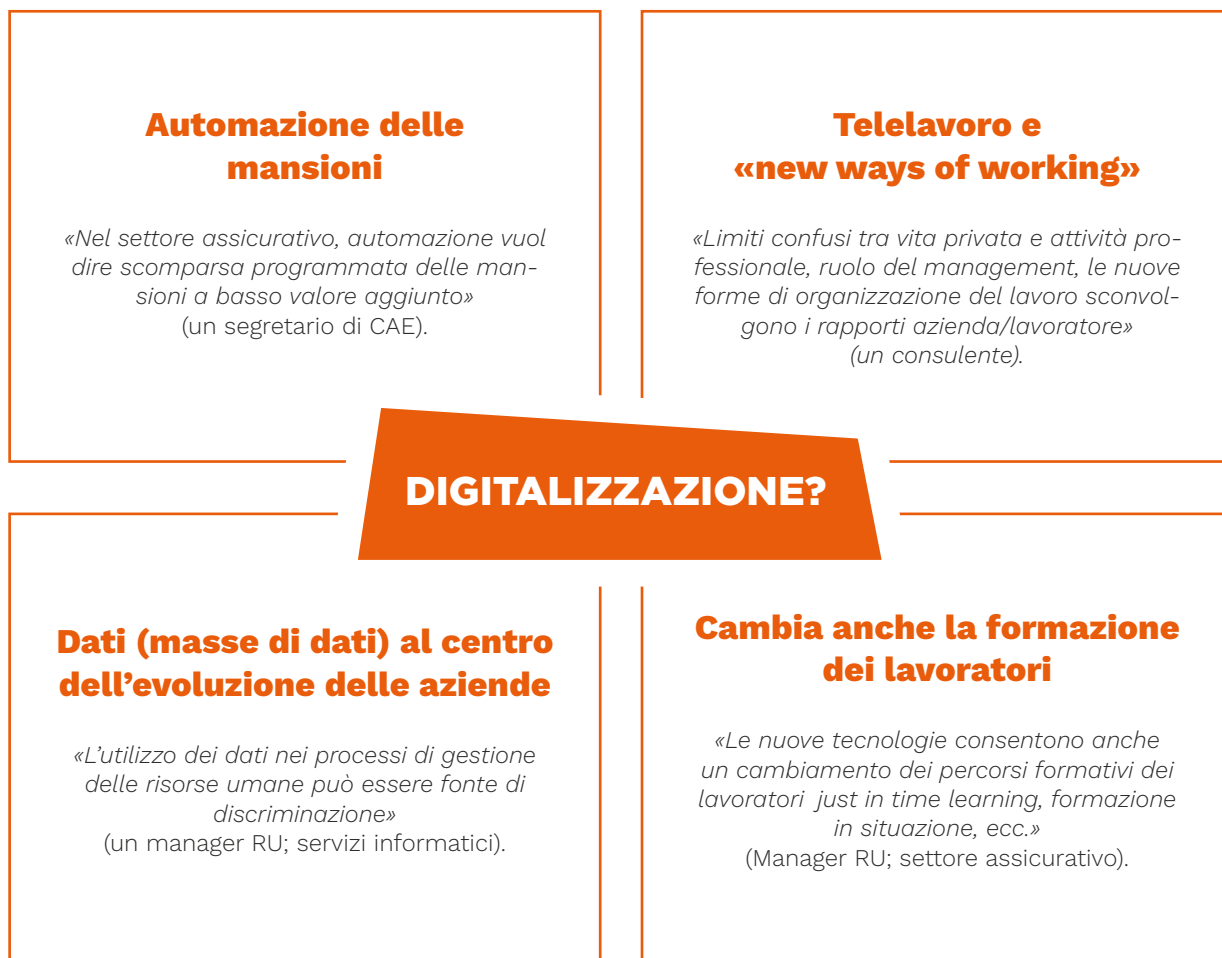 Automazione delle
mansioni
«Nel settore assicurativo, automazione vuol
dire scomparsa programmata delle man-
sioni a basso valore aggiunto»
(un segretario di CAE).
Telelavoro e
«new ways of working»
«Limiti confusi tra vita privata e attività pro-
fessionale, ruolo del management, le nuove
forme di organizzazione del lavoro sconvol-
gono i rapporti azienda/lavoratore»
(un consulente).
DIGITALIZZAZIONE?
Dati (masse di dati) al centro
dell’evoluzione delle aziende
«L’utilizzo dei dati nei processi di gestione
delle risorse umane può essere fonte di
discriminazione»
(un manager RU; servizi informatici).
Cambia anche la formazione
dei lavoratori
«Le nuove tecnologie consentono anche
un cambiamento dei percorsi formativi dei
lavoratori  just in time learning, formazione
in situazione, ecc.»
(Manager RU; settore assicurativo).